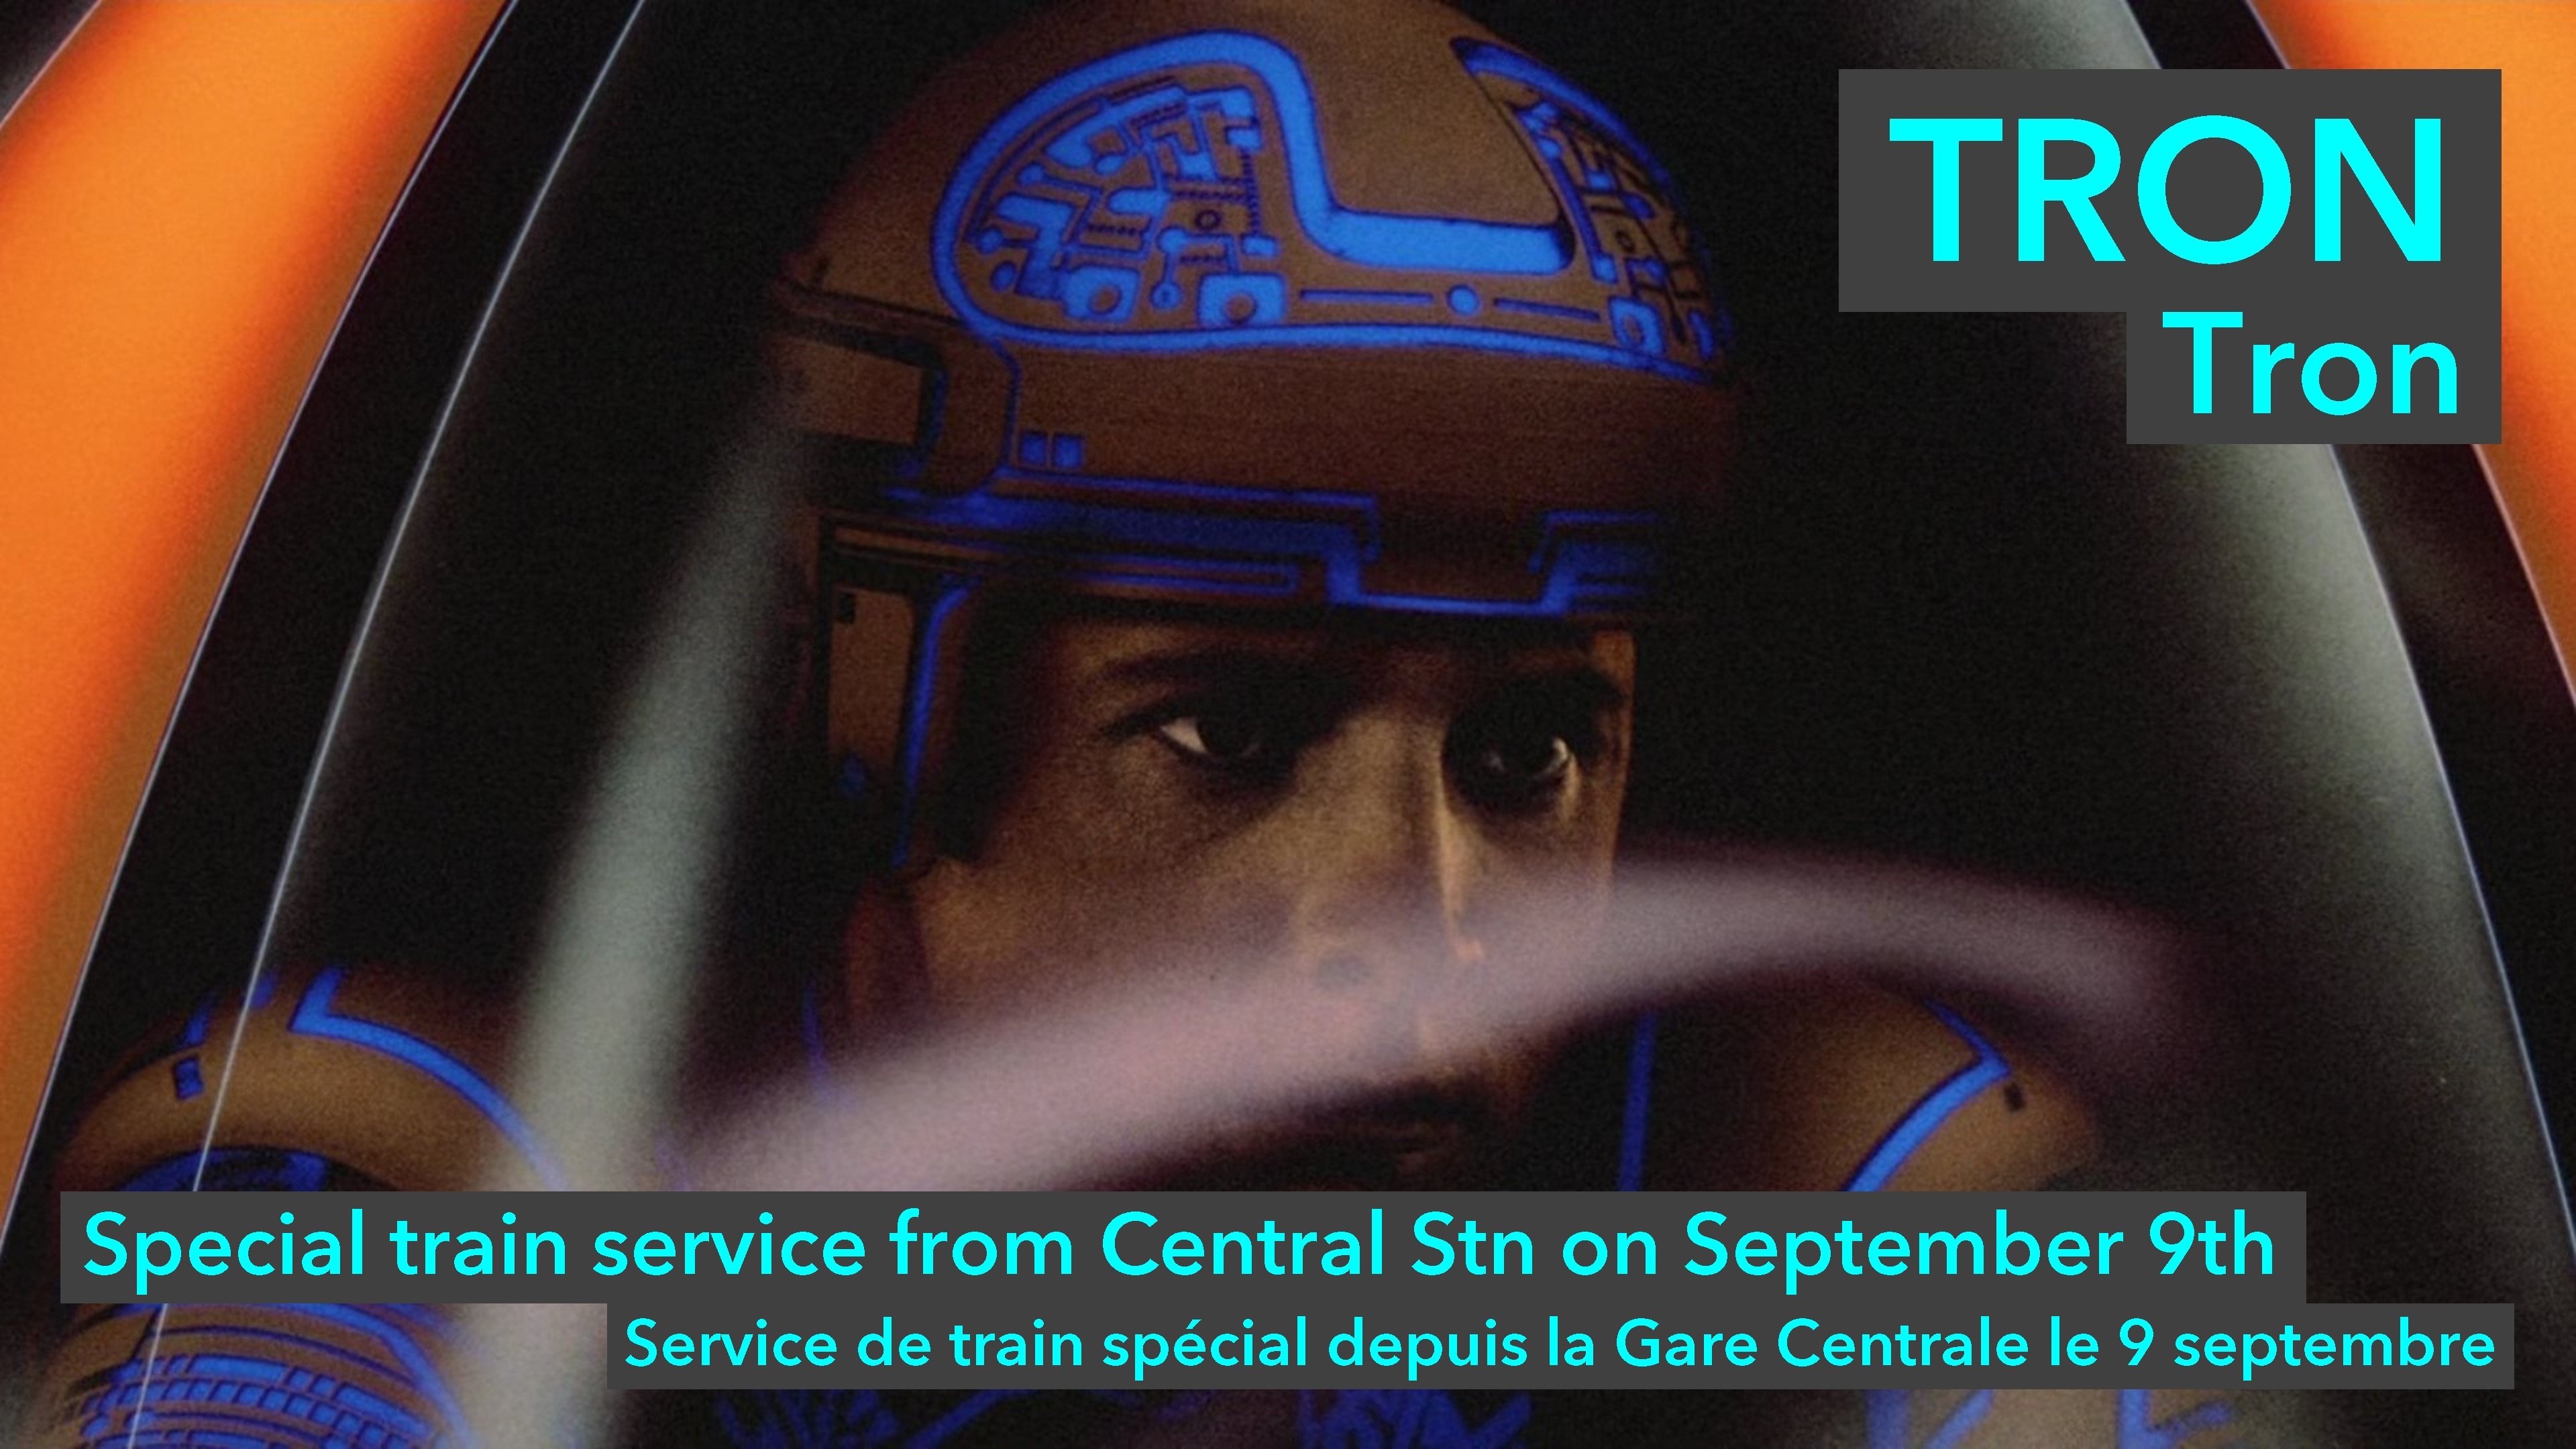 TRON
Tron
Special train service from Central Stn on September 9th
Service de train spécial depuis la Gare Centrale le 9 septembre